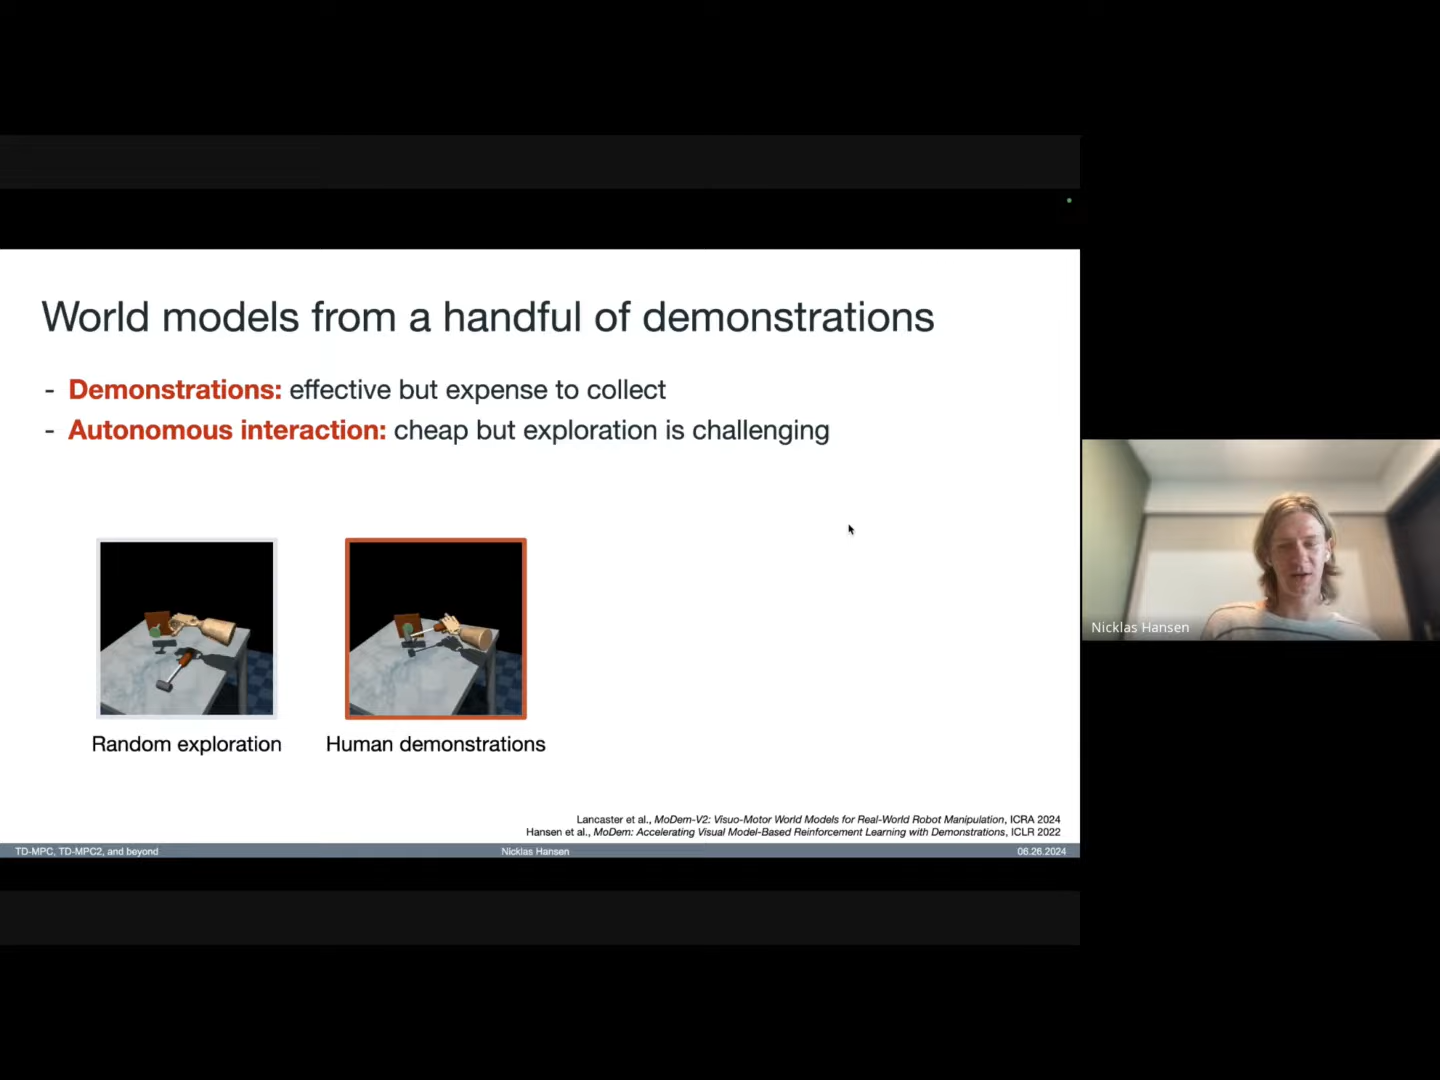 World models from a handful of demonstrations
- Demonstrations: effective but expense to collect
- Autonomous interaction: cheap but exploration is challenging
Random exploration
Human demonstrations
Lancaster et al., MoDem-V2: Visuo-Motor World Models for Real-World Robot Manipulation, ICRA 2024
Hansen et al., MoDem: Accelerating Visual Model-Based Reinforcement Learning with Demonstrations, ICLR 2022
TD-MPC, TD-MPC2, and beyond
Nicklas Hansen
06.26.2024
Nicklas Hansen